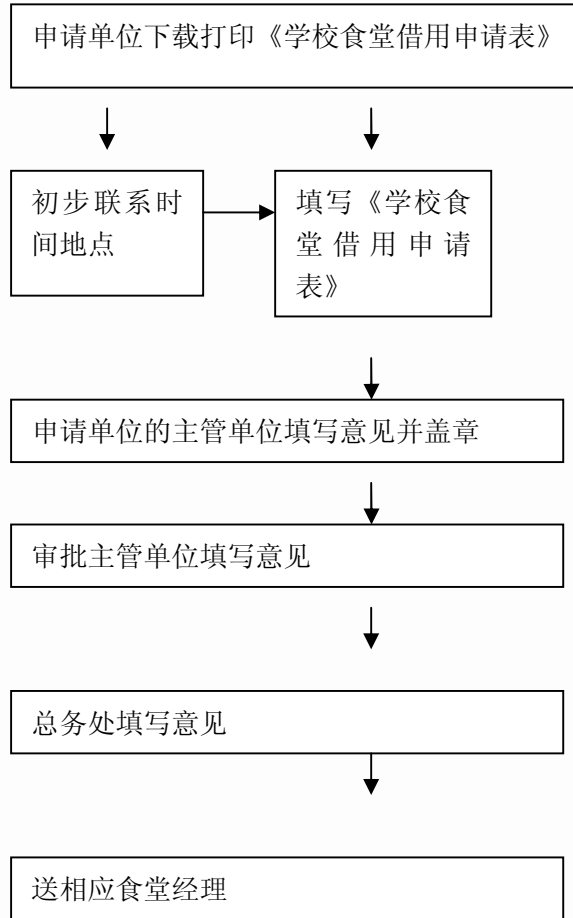 申请单位下载打印《学校食堂借用申请表》
初步联系时
间地点
填写《学校食
堂借用申请
表》
申请单位的主管单位填写意见并盖章
审批主管单位填写意见
总务处填写意见
送相应食堂经理